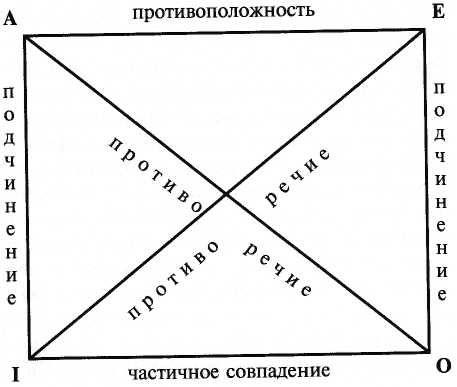 противоположность
A E
подчинение
подчинение
противо
речие
противо
речие
I O
частичное совпадение